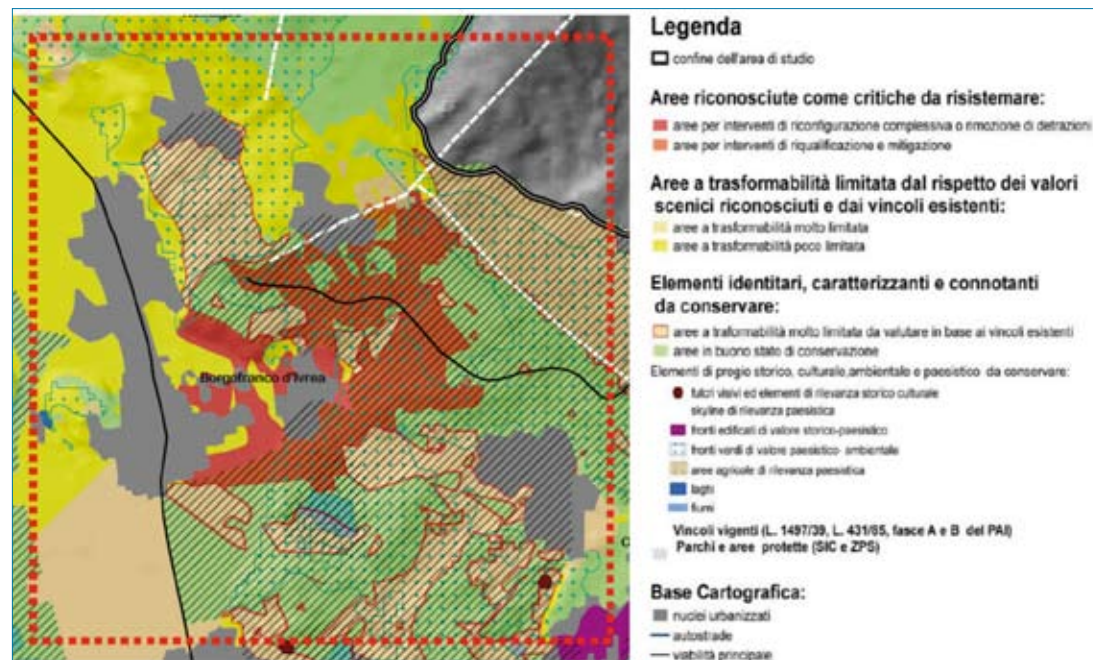 Borgofranco d'Ivrea
Legenda
confine dell'area di studio
Aree riconosciute come critiche da risistemare:
aree per interventi di riconfigurazione complessiva o rimozione di detrazioni
aree per interventi di riqualificazione e mitigazione
Aree a trasformabilità limitata dal rispetto dei valori
scenici riconosciuti e dai vincoli esistenti:
aree a trasformabilità molto limitata
aree a trasformabilità poco limitata
Elementi identitari, caratterizzanti e connotanti
da conservare:
aree a traformabilità molto limitata da valutare in base ai vincoli esistenti
aree in buono stato di conservazione
Elementi di pregio storico, culturale,ambientale e paesistico da conservare:
fulcri visivi ed elementi di rilevanza storico culturale
skyline di rilevanza paesistica
fronti edificati di valore storico-paesistico
fronti verdi di valore paesistico- ambientale
aree agricole di rilevanza paesistica
laghi
fiumi
Vincoli vigenti (L. 1497/39, L. 431/85, fasce A e B del PAI)
Parchi e aree protette (SIC e ZPS)
Base Cartografica:
nuclei urbanizzati
autostrade
viabilità principale